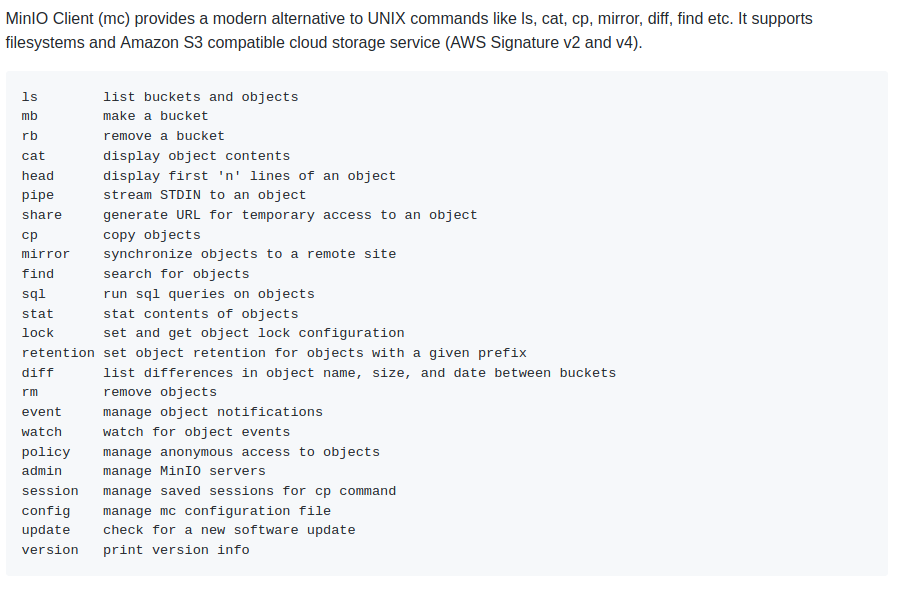 MinIO Client (mc) provides a modern alternative to UNIX commands like ls, cat, cp, mirror, diff, find etc. It supports
filesystems and Amazon S3 compatible cloud storage service (AWS Signature v2 and v4).
ls        list buckets and objects
mb        make a bucket
rb        remove a bucket
cat       display object contents
head      display first 'n' lines of an object
pipe      stream STDIN to an object
share     generate URL for temporary access to an object
cp        copy objects
mirror    synchronize objects to a remote site
find      search for objects
sql       run sql queries on objects
stat      stat contents of objects
lock      set and get object lock configuration
retention set object retention for objects with a given prefix
diff      list differences in object name, size, and date between buckets
rm        remove objects
event     manage object notifications
watch     watch for object events
policy    manage anonymous access to objects
admin     manage MinIO servers
session   manage saved sessions for cp command
config    manage mc configuration file
update    check for a new software update
version   print version info